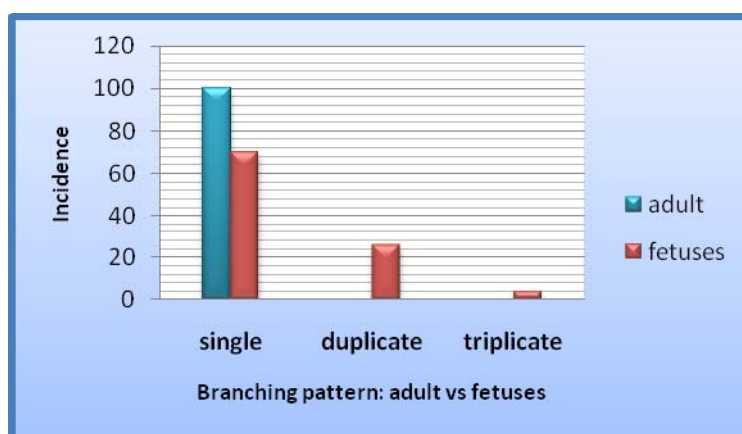 120
100
80
60
40
20
0
Incidence
single duplicate triplicate
Branching pattern: adult vs fetuses
adult
fetuses